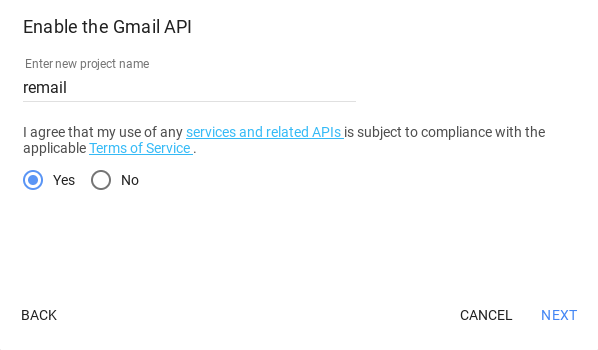 Enable the Gmail API
Enter new project name
remail
I agree that my use of any services and related APIs is subject to compliance with the
applicable Terms of Service .
Yes No
BACK CANCEL NEXT